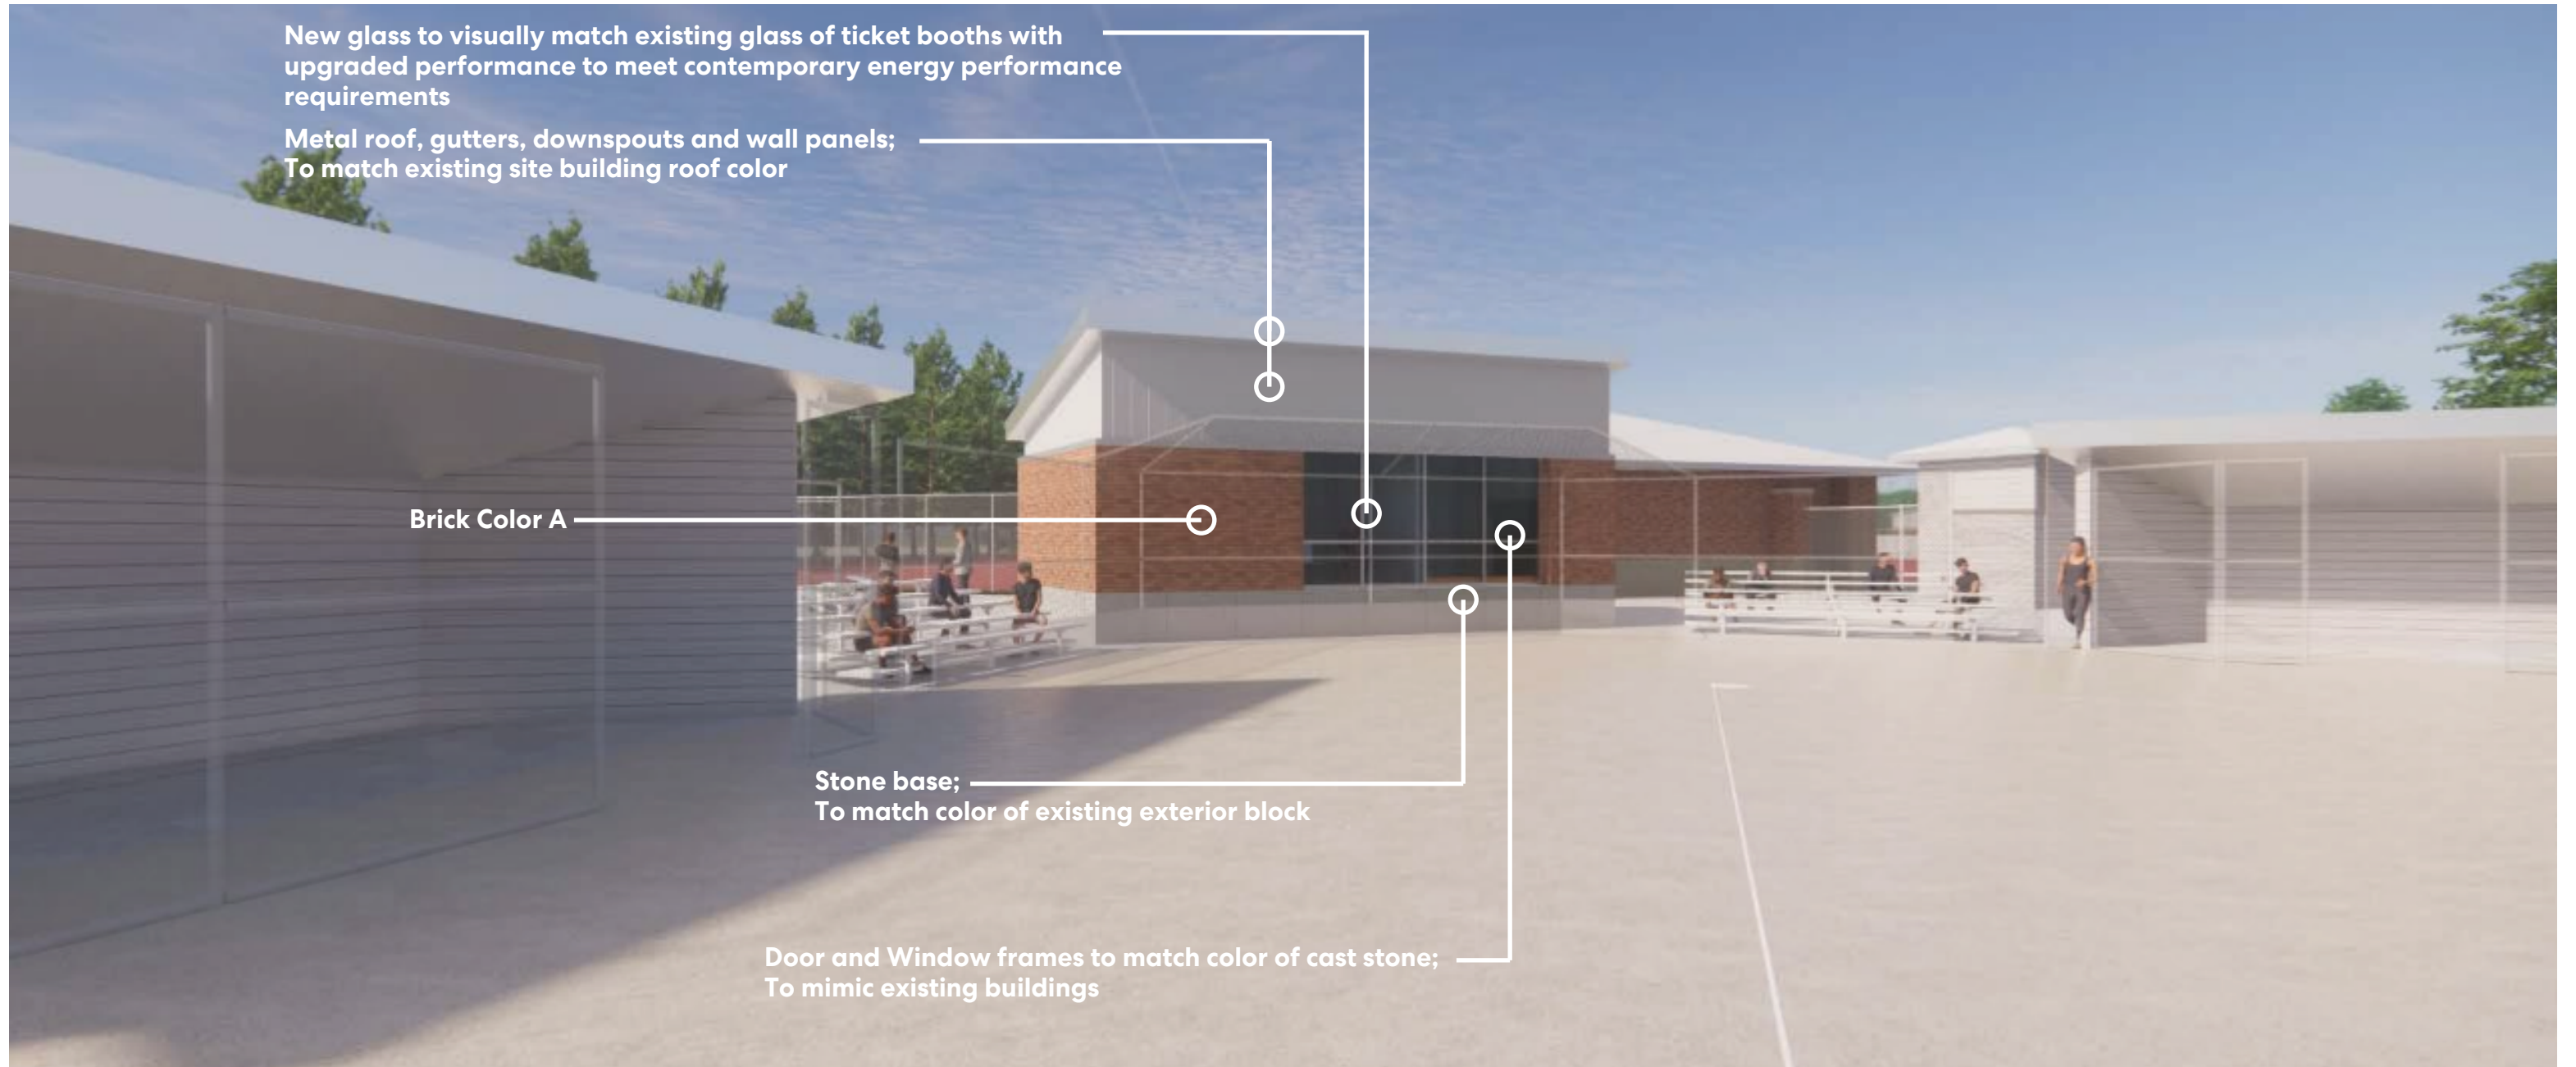 New glass to visually match existing glass of ticket booths with
upgraded performance to meet contemporary energy performance
requirements
Metal roof, gutters, downspouts and wall panels;
To match existing site building roof color
Brick Color A
Stone base;
To match color of existing exterior block
Door and Window frames to match color of cast stone;
To mimic existing buildings